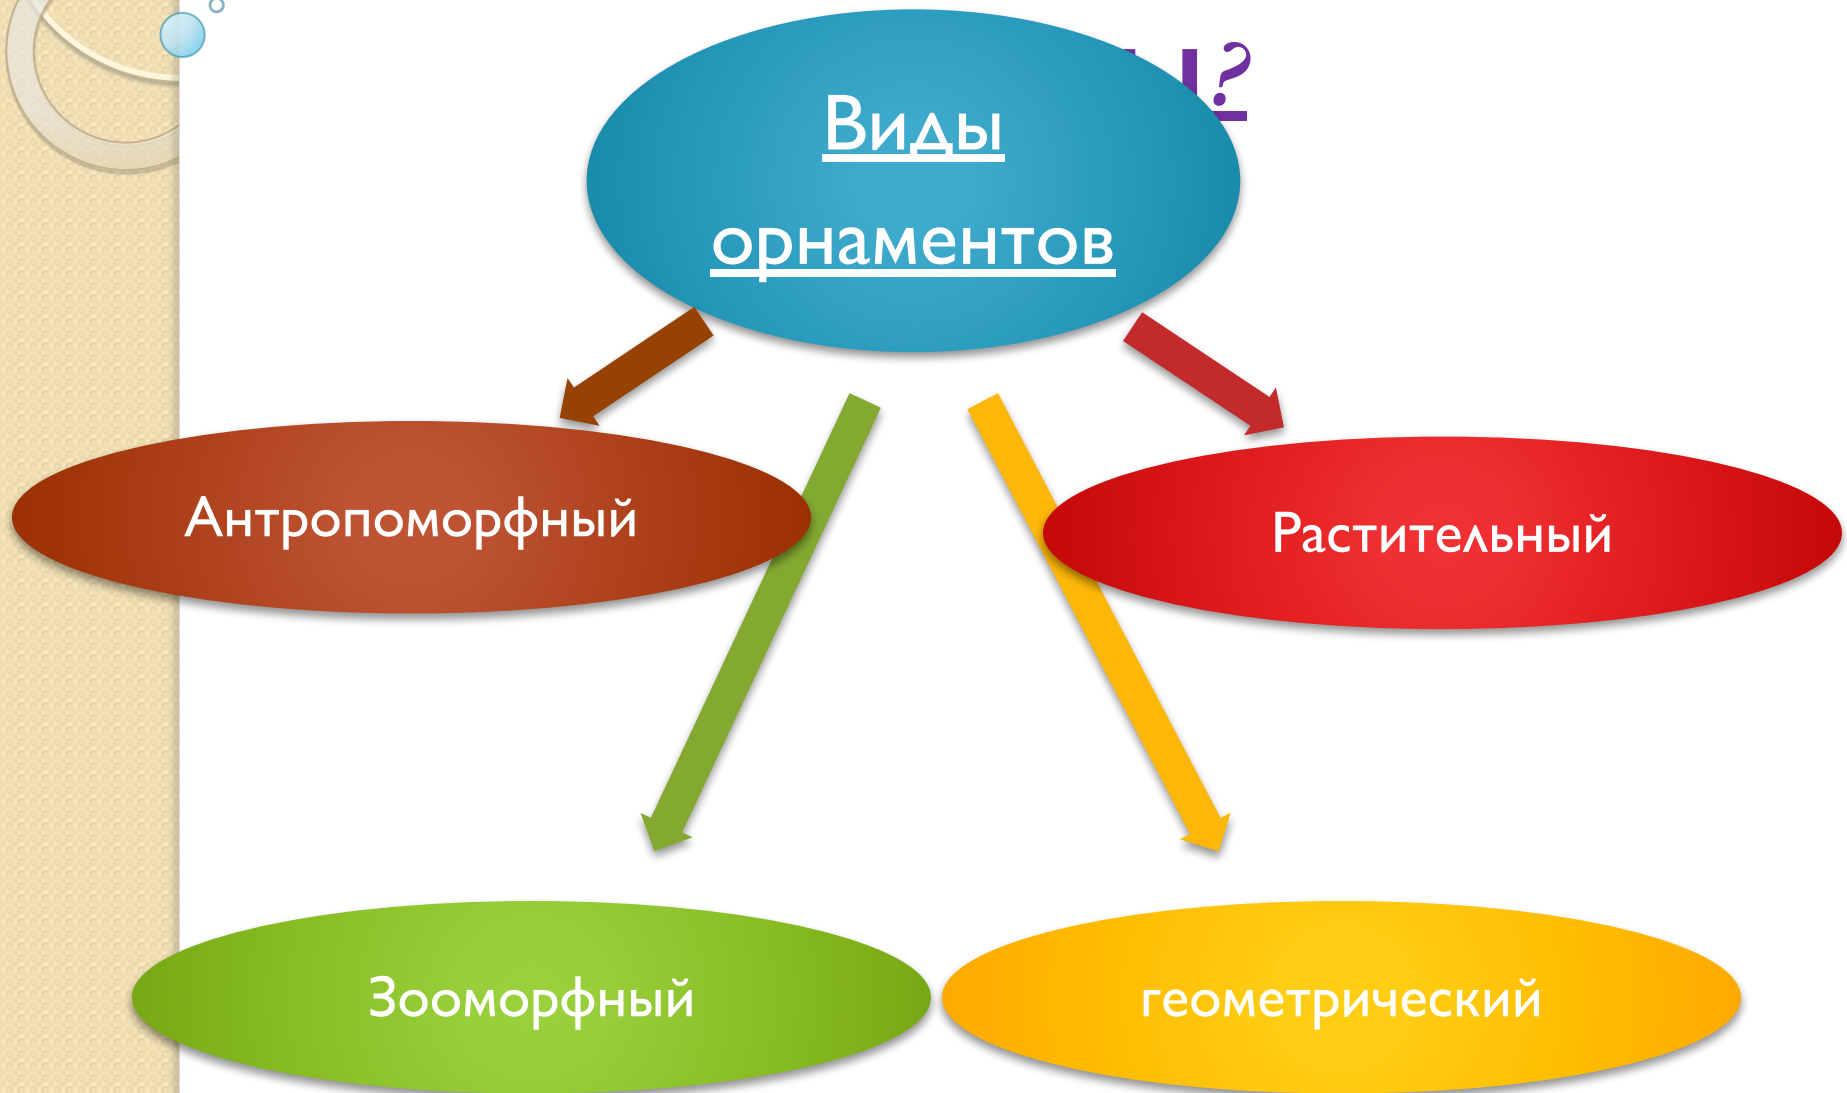 Виды
орнаментов
Антропоморфный
Растительный
Зооморфный
геометрический